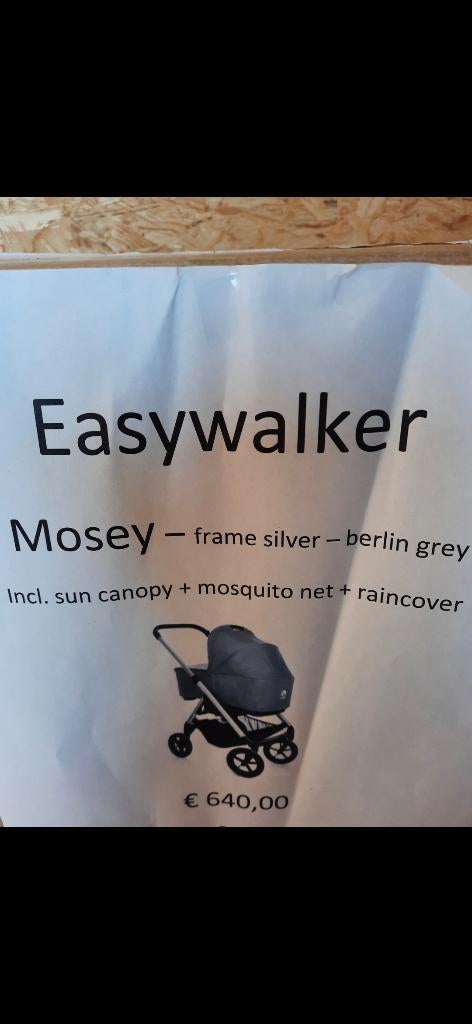 Easywalker
Mosey – frame silver – berlin grey
Incl. sun canopy + mosquito net + raincover
€ 640,00